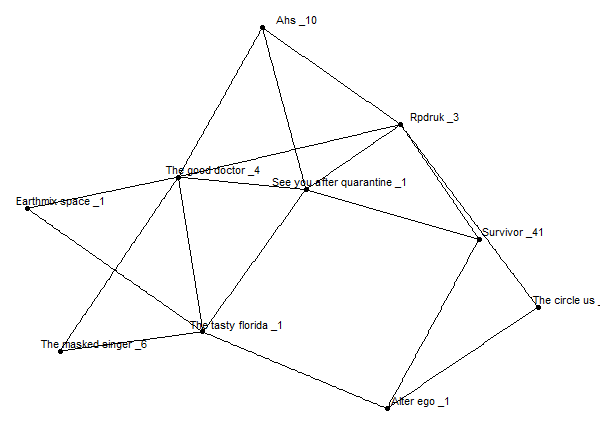 Ahs _10
Rpdruk _3
The good doctor _4
See you after quarantine _1
Earthmix space _1
Survivor _41
The circle us _
The tasty florida _1
The masked singer _6
Alter ego _1